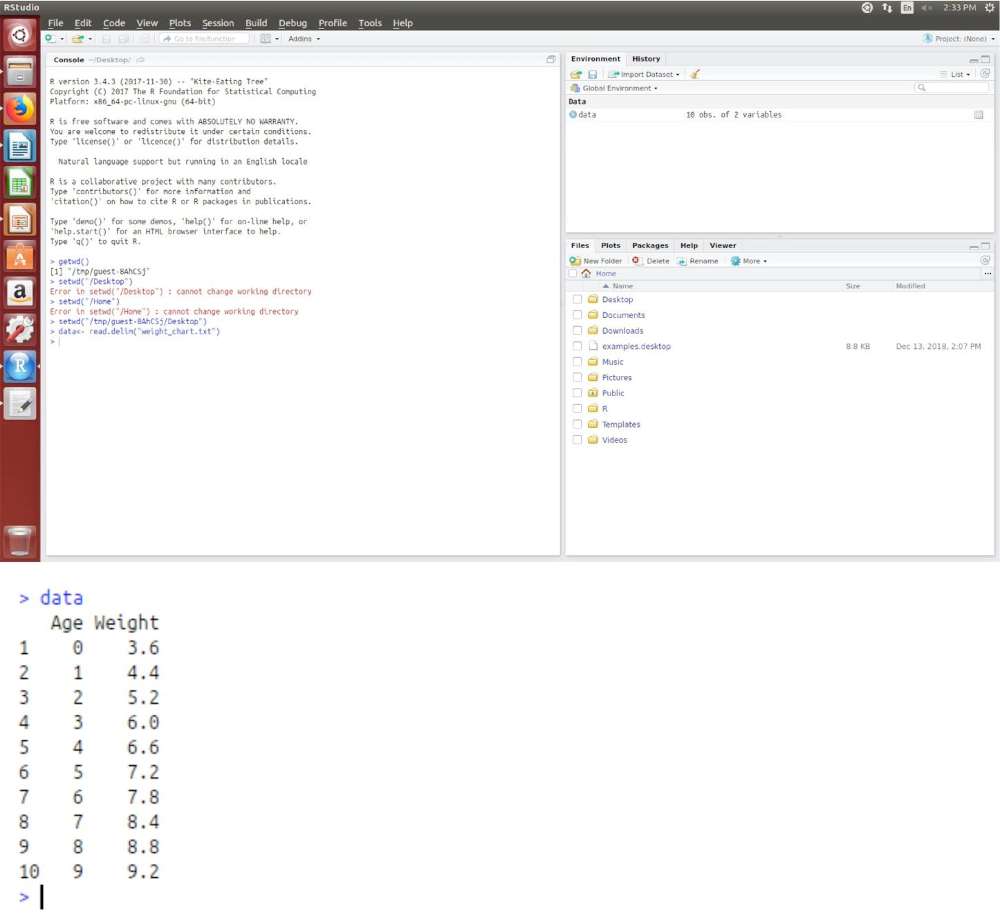 RStudio
En 2:33 PM
File Edit Code View Plots Session Build Debug Profile Tools Help
Go to file/function Addins Project: (None)
Console ~/Desktop/
R version 3.4.3 (2017-11-30) -- "Kite-Eating Tree"
Copyright (C) 2017 The R Foundation for Statistical Computing
Platform: x86_64-pc-linux-gnu (64-bit)
R is free software and comes with ABSOLUTELY NO WARRANTY.
You are welcome to redistribute it under certain conditions.
Type 'license()' or 'licence()' for distribution details.
Natural language support but running in an English locale
R is a collaborative project with many contributors.
Type 'contributors()' for more information and
'citation()' on how to cite R or R packages in publications.
Type 'demo()' for some demos, 'help()' for on-line help, or
'help.start()' for an HTML browser interface to help.
Type 'q()' to quit R.
> getwd()
[1] "/tmp/guest-8AhCSj"
> setwd("/Desktop")
Error in setwd("/Desktop") : cannot change working directory
> setwd("/Home")
Error in setwd("/Home") : cannot change working directory
> setwd("/tmp/guest-8AhCSj/Desktop")
> data<- read.delim("weight_chart.txt")
>
Environment History
Import Dataset List
Global Environment
Data
data 10 obs. of 2 variables
Files Plots Packages Help Viewer
New Folder Delete Rename More
Home ...
Name Size Modified
Desktop
Documents
Downloads
examples.desktop 8.8 KB Dec 13, 2018, 2:07 PM
Music
Pictures
Public
R
Templates
Videos
> data
Age Weight
1 0 3.6
2 1 4.4
3 2 5.2
4 3 6.0
5 4 6.6
6 5 7.2
7 6 7.8
8 7 8.4
9 8 8.8
10 9 9.2
>